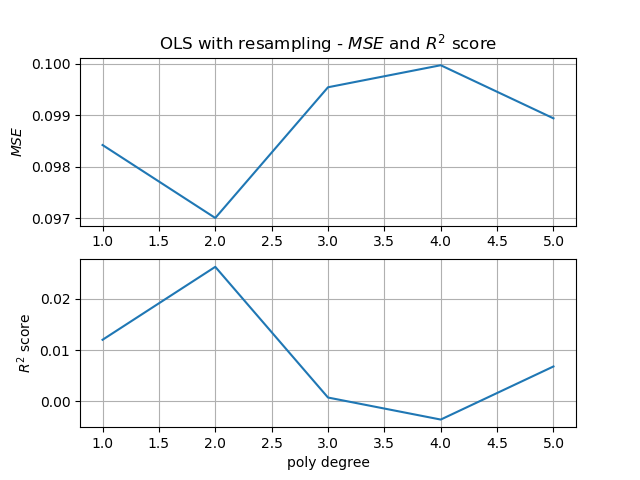 OLS with resampling - MSE and R² score
0.100
0.099
0.098
0.097
MSE
1.0 1.5 2.0 2.5 3.0 3.5 4.0 4.5 5.0
0.02
0.01
0.00
R² score
1.0 1.5 2.0 2.5 3.0 3.5 4.0 4.5 5.0
poly degree